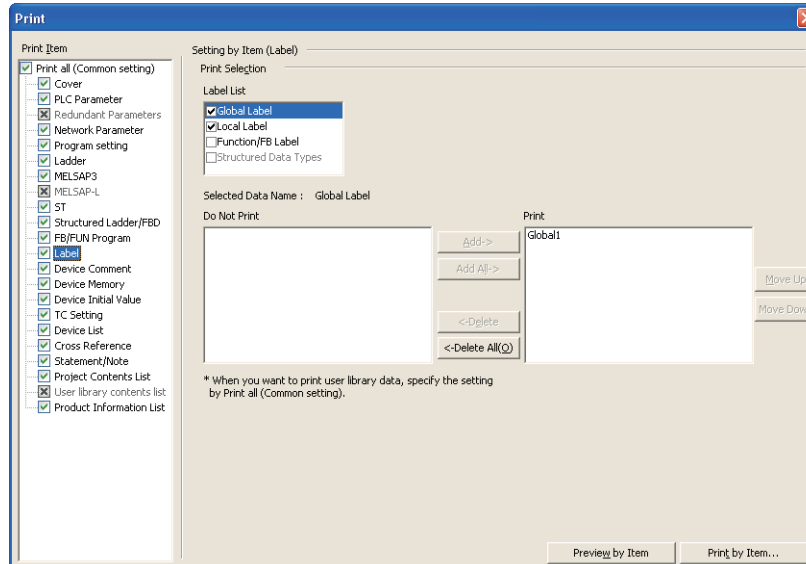 Print
Print Item
Print all (Common setting)
Cover
PLC Parameter
Redundant Parameters
Network Parameter
Program setting
Ladder
MELSAP3
MELSAP-L
ST
Structured Ladder/FBD
FB/FUN Program
Label
Device Comment
Device Memory
Device Initial Value
TC Setting
Device List
Cross Reference
Statement/Note
Project Contents List
User library contents list
Product Information List
Setting by Item (Label)
Print Selection
Label List
Global Label
Local Label
Function/FB Label
Structured Data Types
Selected Data Name : Global Label
Do Not Print
Add->
Add All->
<-Delete
<-Delete All(O)
Print
Global1
Move Up
Move Dow
* When you want to print user library data, specify the setting
by Print all (Common setting).
Preview by Item
Print by Item...